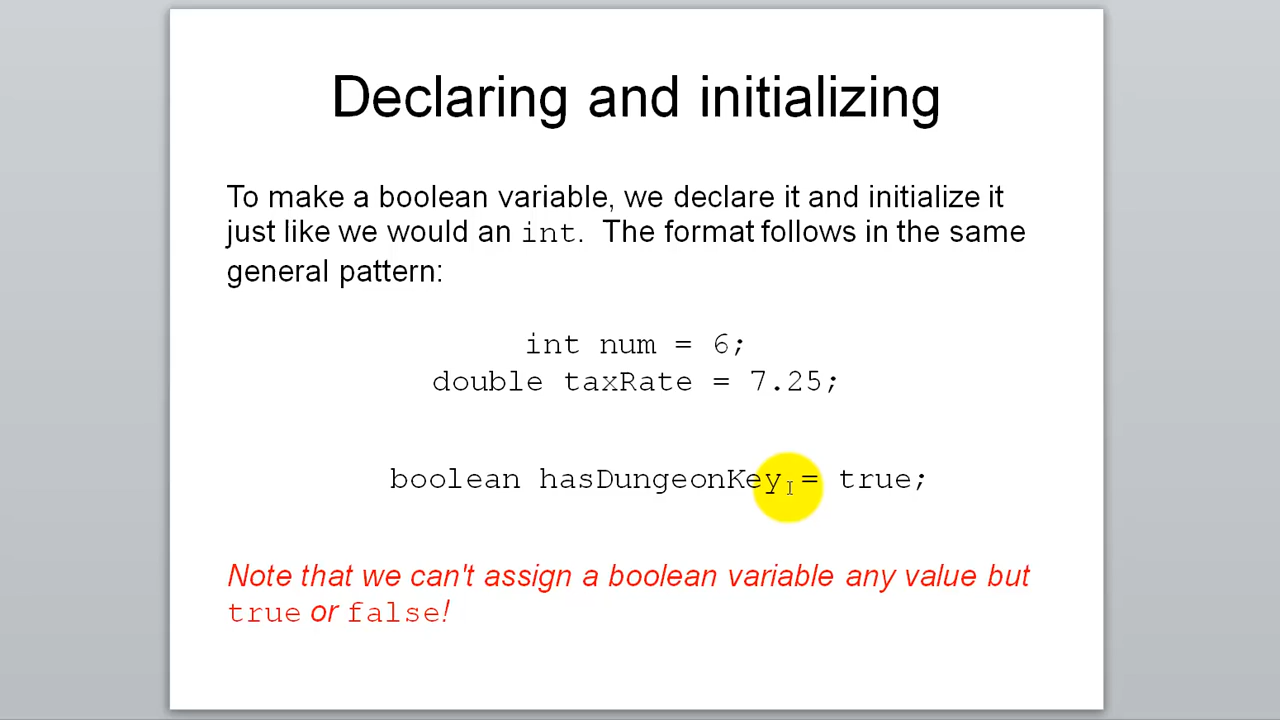 Declaring and initializing
To make a boolean variable, we declare it and initialize it
just like we would an int. The format follows in the same
general pattern:
int num = 6;
double taxRate = 7.25;
boolean hasDungeonKey = true;
Note that we can't assign a boolean variable any value but
true or false!